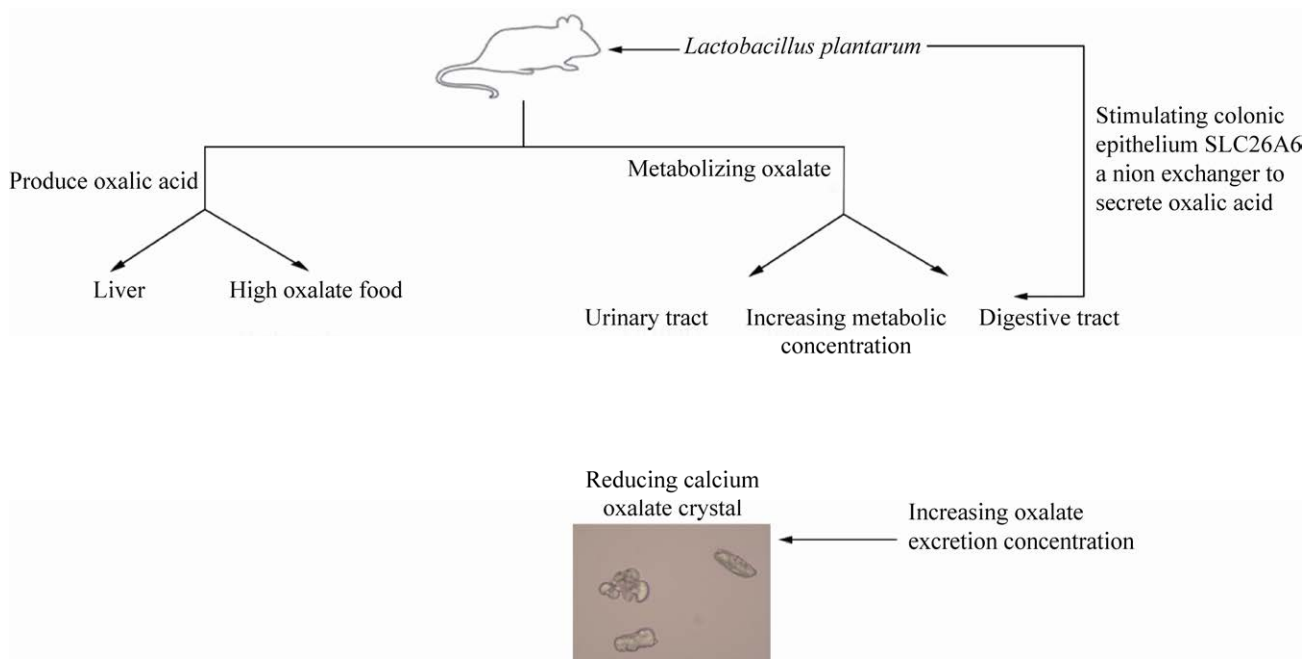 Lactobacillus plantarum
Stimulating colonic
epithelium SLC26A6
a nion exchanger to
secrete oxalic acid
Produce oxalic acid
Metabolizing oxalate
Liver
High oxalate food
Urinary tract
Increasing metabolic
concentration
Digestive tract
Reducing calcium
oxalate crystal
Increasing oxalate
excretion concentration